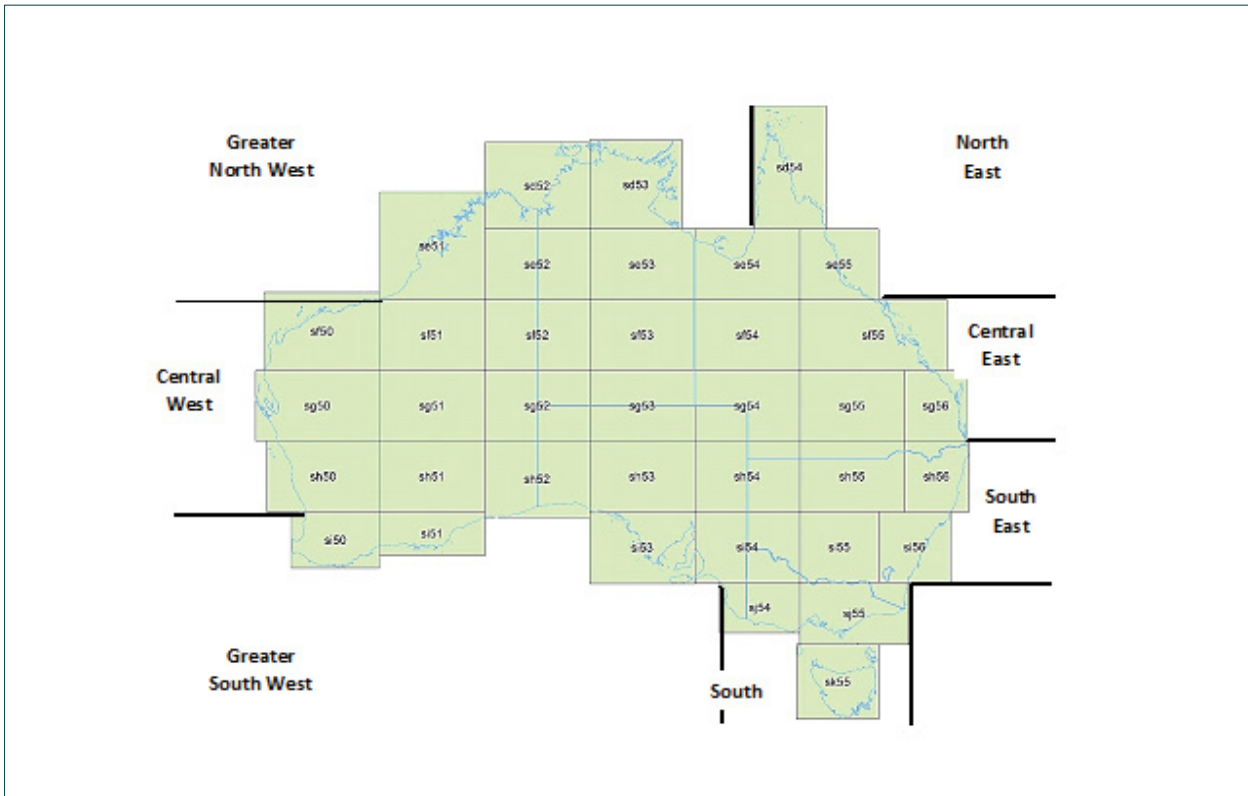 Greater
North West
North
East
sd54
sd53
se51
se52
se53
se54
se55
sf50
sf51
sf52
sf53
sf54
sf55
Central
East
Central
West
sg50
sg51
sg52
sg53
sg54
sg55
sg56
sh50
sh51
sh52
sh53
sh54
sh55
sh56
South
East
si50
si51
si53
si54
si55
si56
sj54
sj55
Greater
South West
South
sk55